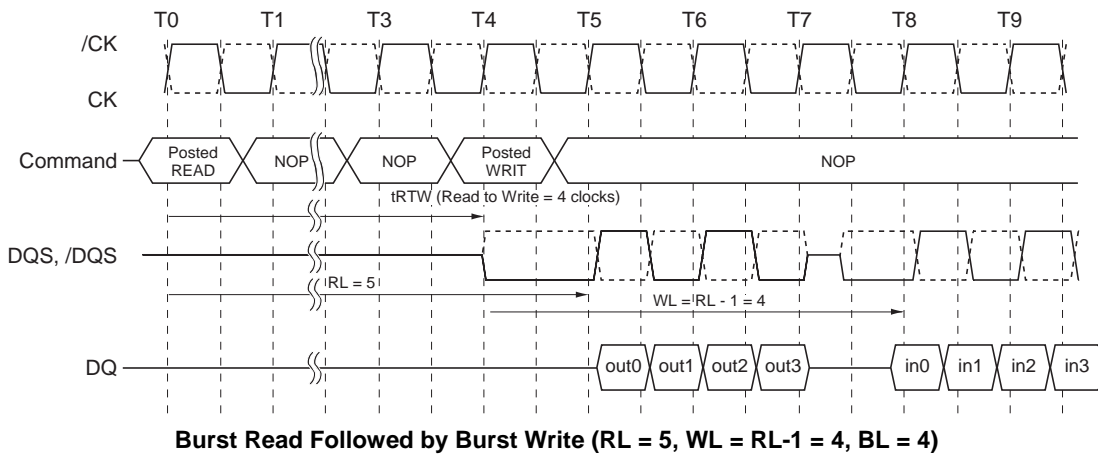 T0 T1 T3 T4 T5 T6 T7 T8 T9
/CK
CK
Command Posted READ NOP NOP Posted WRIT NOP
tRTW (Read to Write = 4 clocks)
DQS, /DQS
RL = 5
WL = RL - 1 = 4
DQ out0 out1 out2 out3 in0 in1 in2 in3
Burst Read Followed by Burst Write (RL = 5, WL = RL-1 = 4, BL = 4)